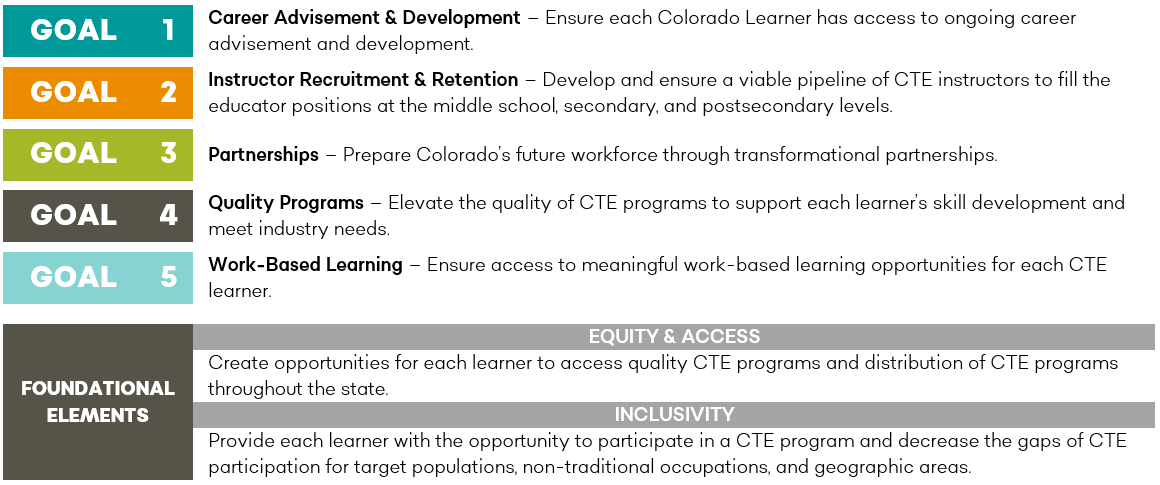 GOAL 1
Career Advisement & Development – Ensure each Colorado Learner has access to ongoing career
advisement and development.
GOAL 2
Instructor Recruitment & Retention – Develop and ensure a viable pipeline of CTE instructors to fill the
educator positions at the middle school, secondary, and postsecondary levels.
GOAL 3
Partnerships – Prepare Colorado's future workforce through transformational partnerships.
GOAL 4
Quality Programs – Elevate the quality of CTE programs to support each learner's skill development and
meet industry needs.
GOAL 5
Work-Based Learning – Ensure access to meaningful work-based learning opportunities for each CTE
learner.
FOUNDATIONAL
ELEMENTS
EQUITY & ACCESS
Create opportunities for each learner to access quality CTE programs and distribution of CTE programs
throughout the state.
INCLUSIVITY
Provide each learner with the opportunity to participate in a CTE program and decrease the gaps of CTE
participation for target populations, non-traditional occupations, and geographic areas.